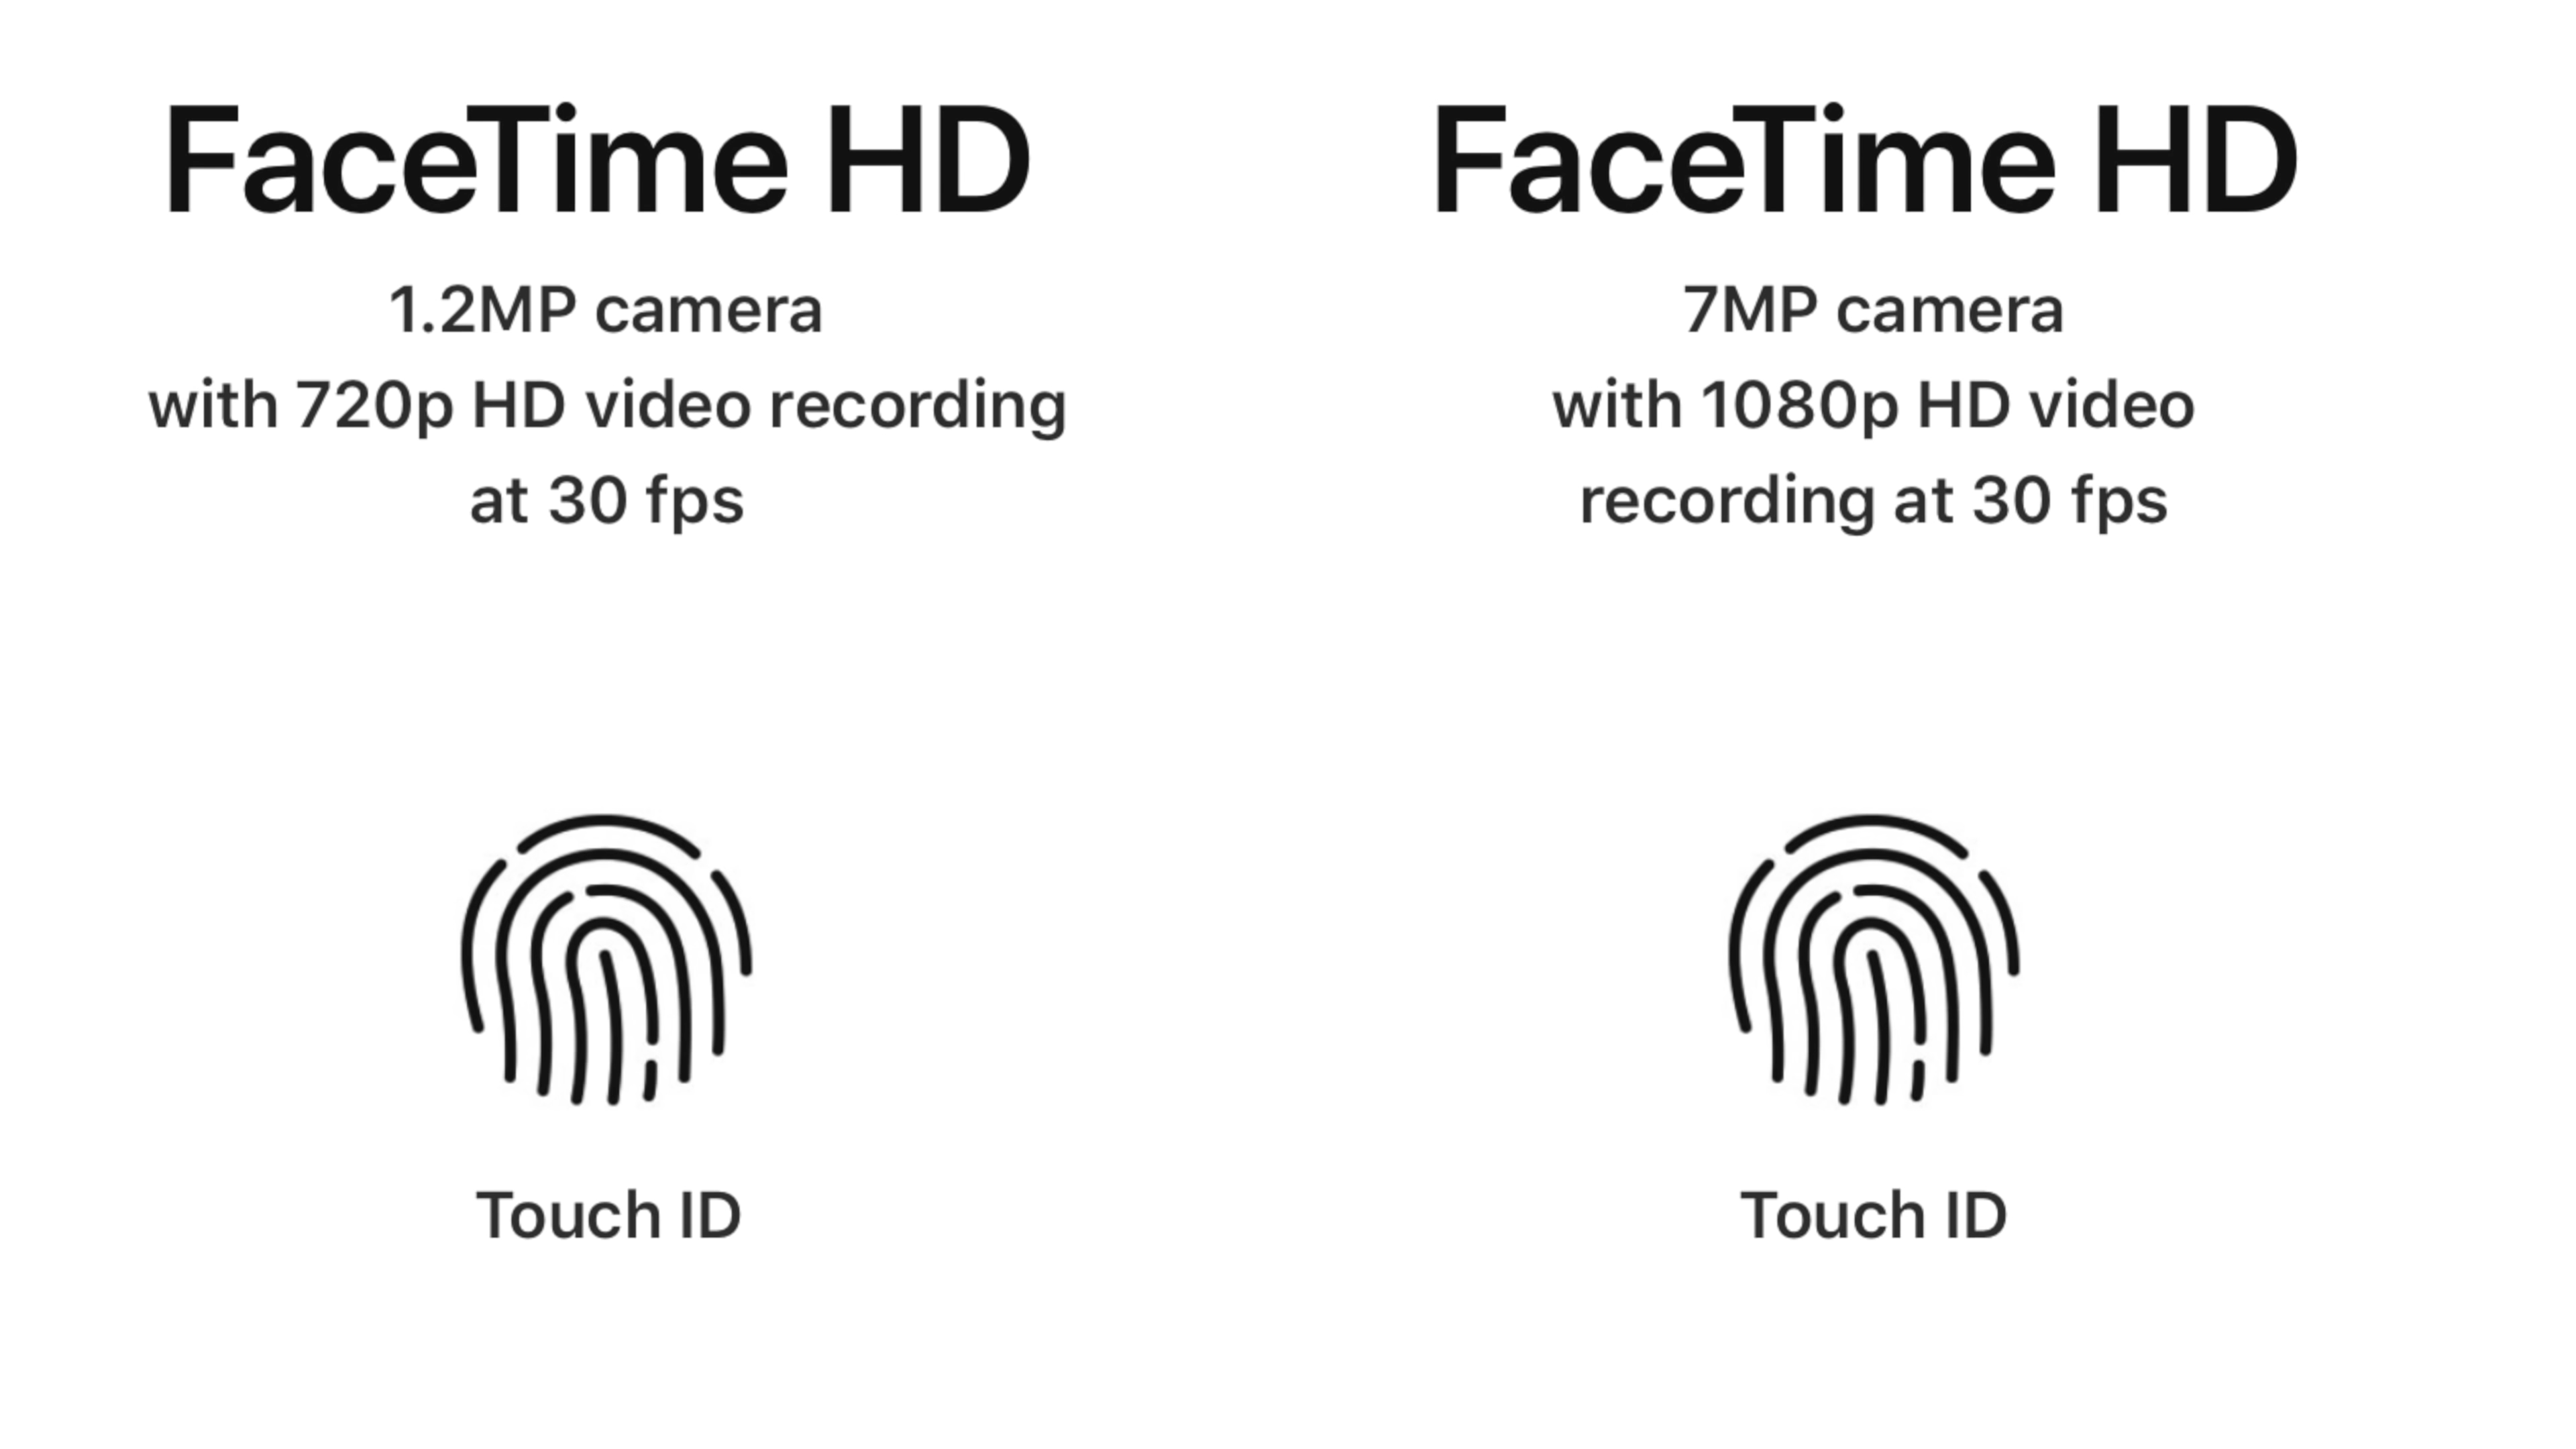 FaceTime HD
1.2MP camera
with 720p HD video recording
at 30 fps
Touch ID
FaceTime HD
7MP camera
with 1080p HD video
recording at 30 fps
Touch ID